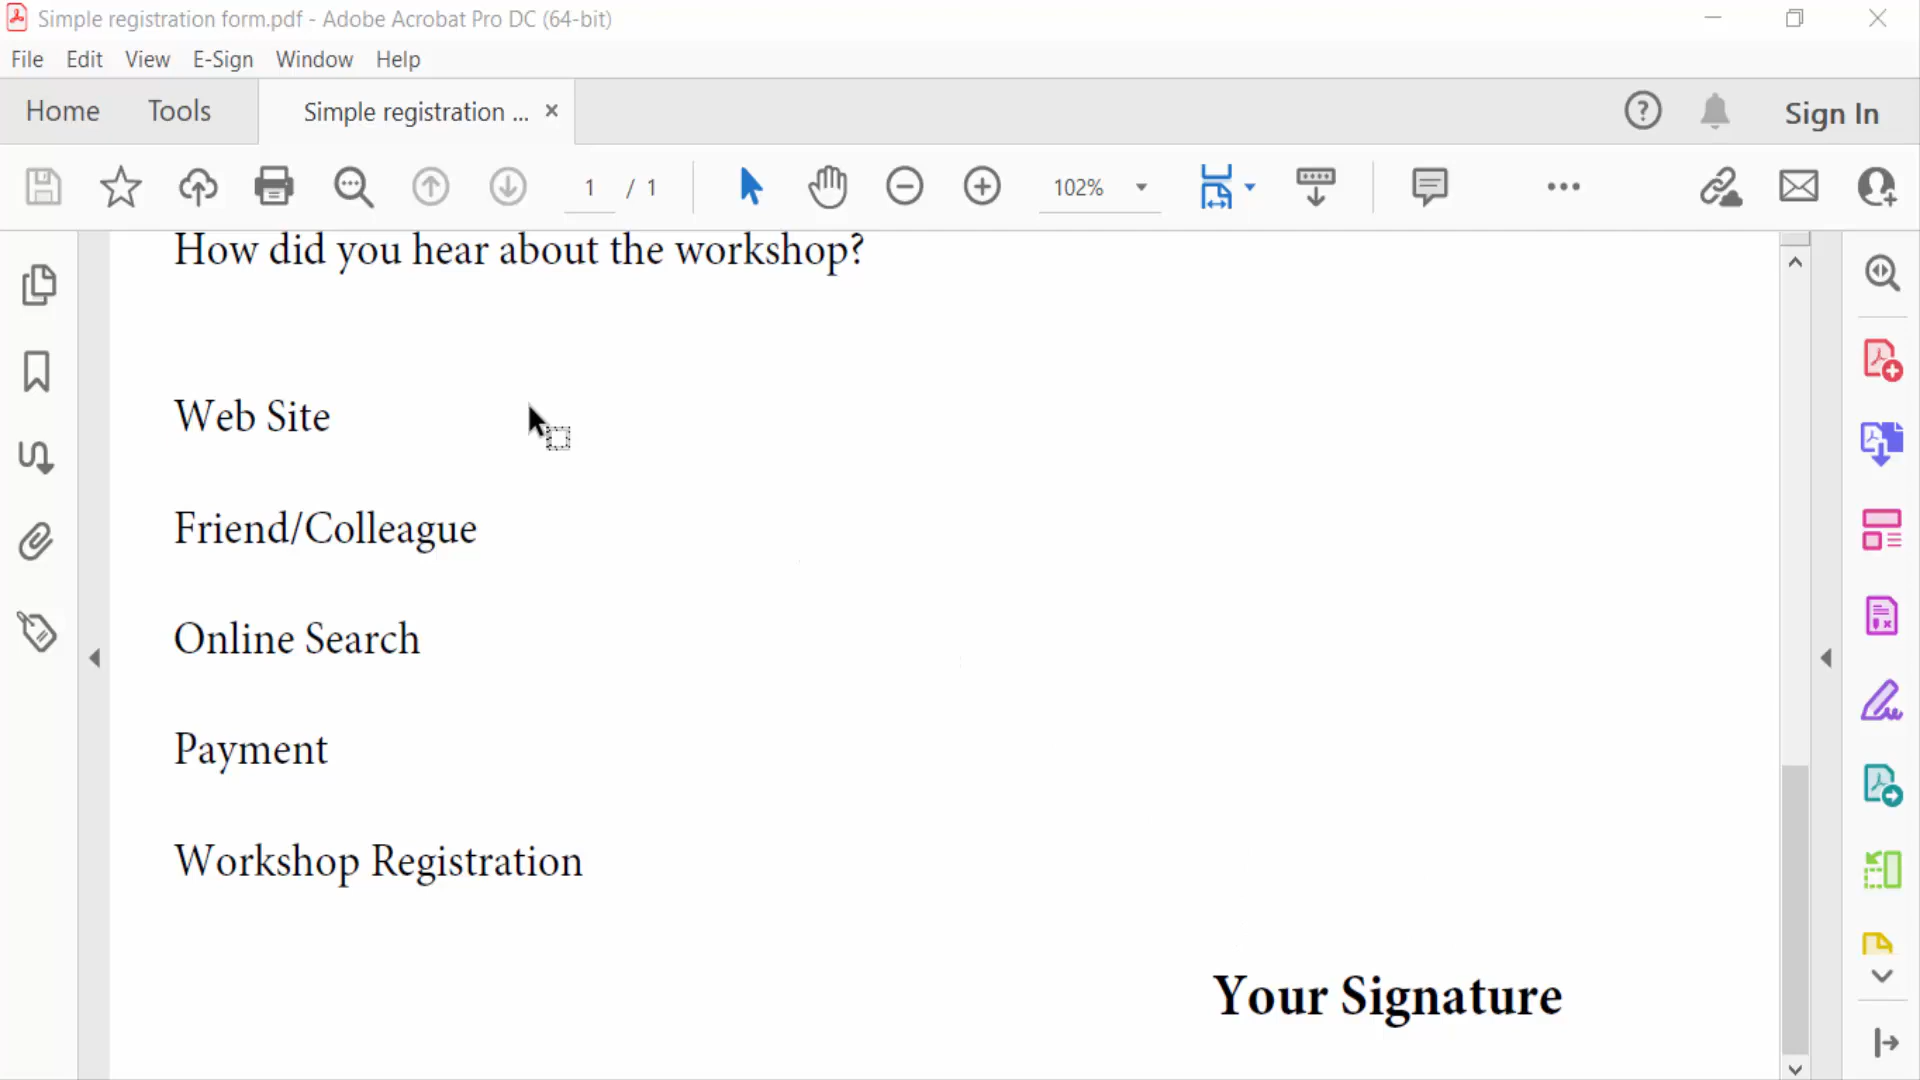 Simple registration form.pdf - Adobe Acrobat Pro DC (64-bit)
File Edit View E-Sign Window Help
Home Tools Simple registration ... Sign In
1 / 1 102%
How did you hear about the workshop?
Web Site
Friend/Colleague
Online Search
Payment
Workshop Registration
Your Signature